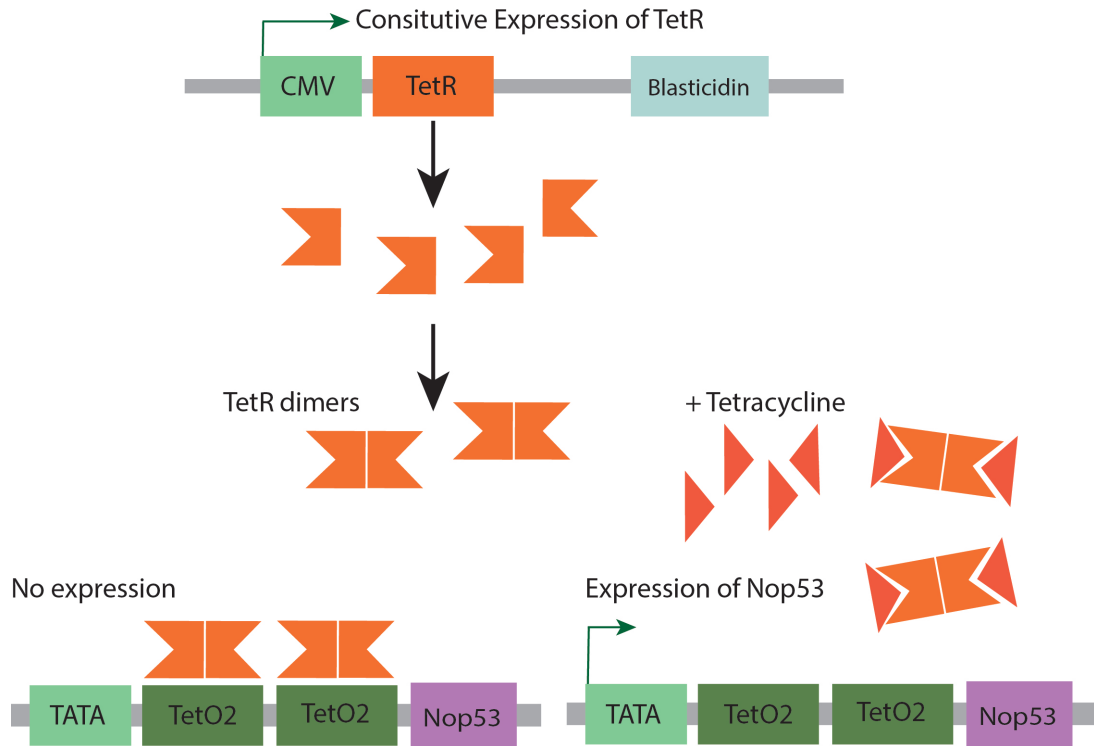 Consitutive Expression of TetR
CMV
TetR
Blasticidin
TetR dimers
+ Tetracycline
No expression
Expression of Nop53
TATA
TetO2
TetO2
Nop53
TATA
TetO2
TetO2
Nop53